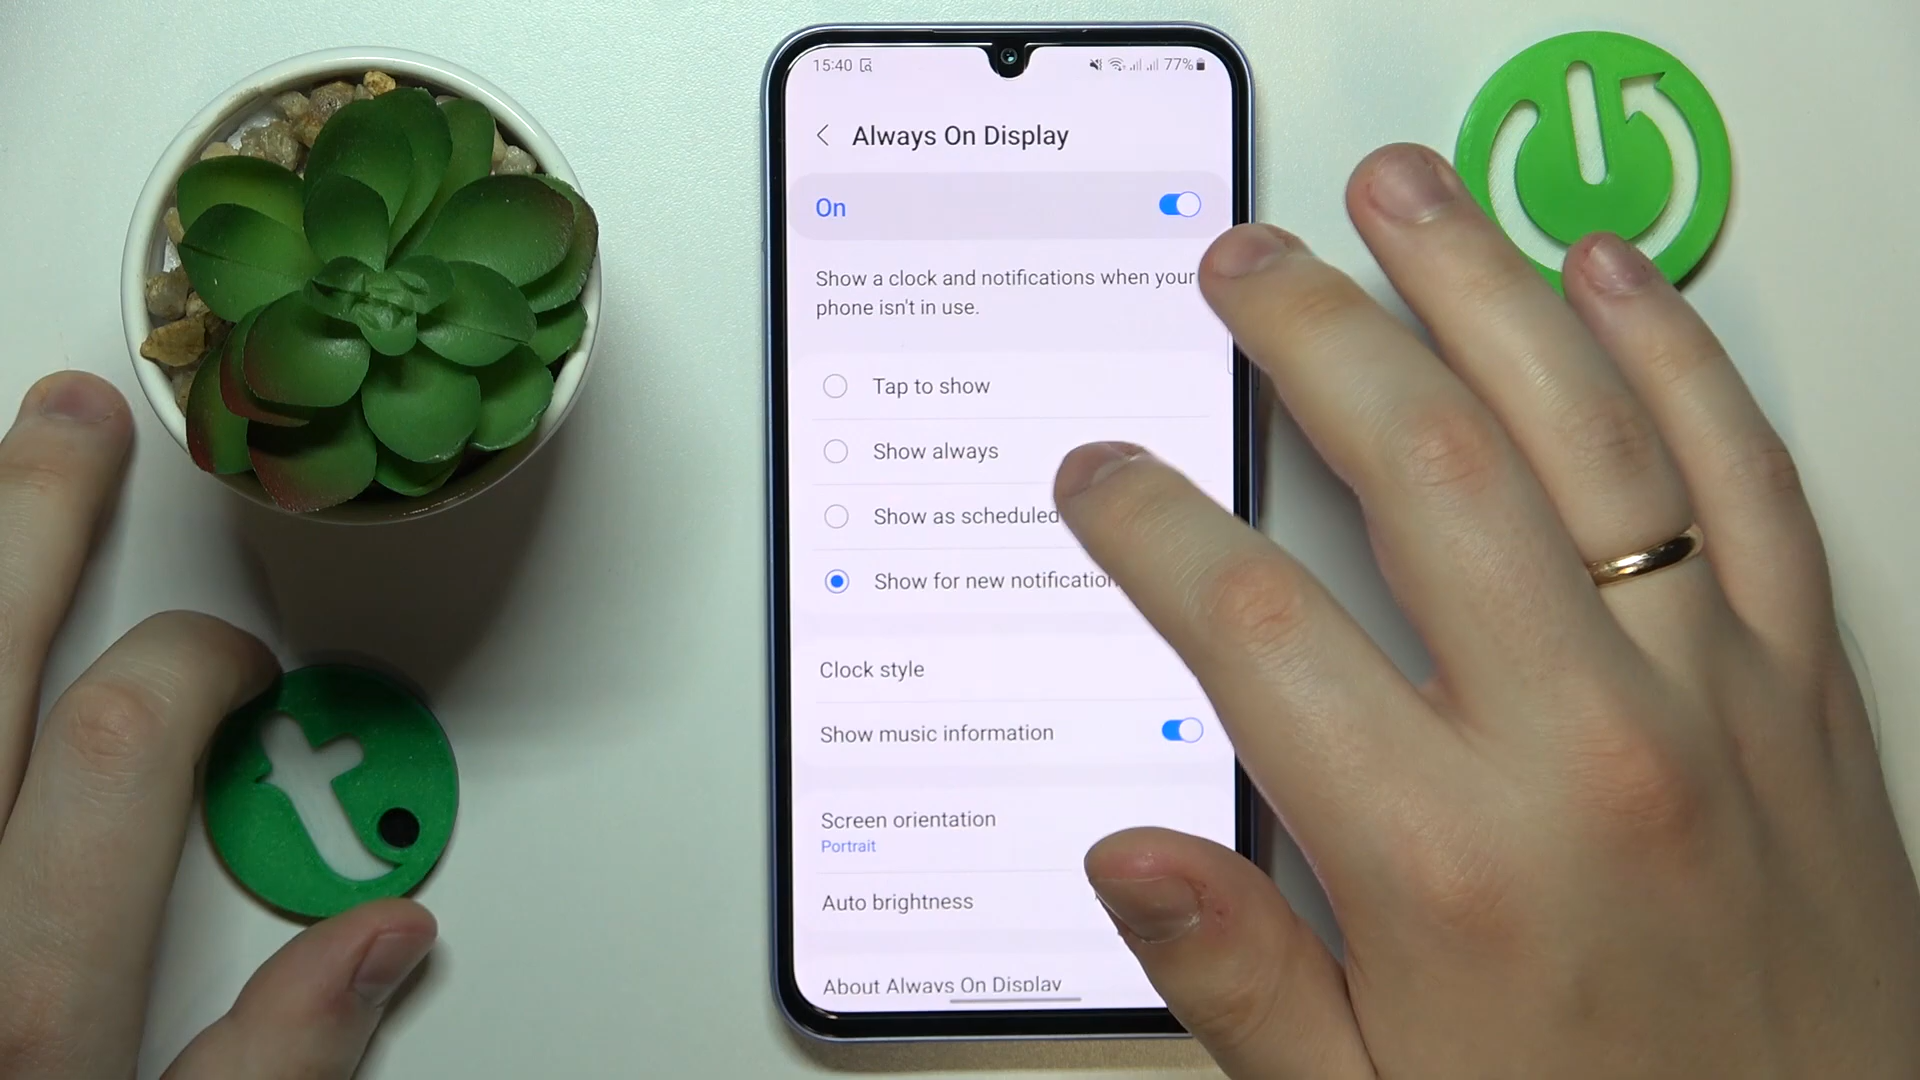 15:40 77%
Always On Display
On
Show a clock and notifications when your
phone isn't in use.
Tap to show
Show always
Show as scheduled
Show for new notification
Clock style
Show music information
Screen orientation
Portrait
Auto brightness
About Always On Display
t